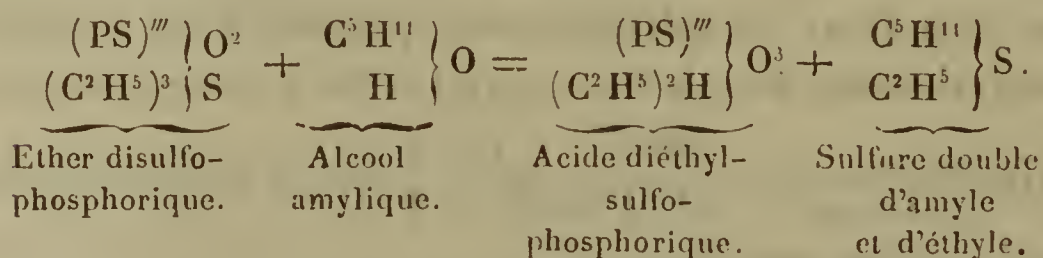 (PS)''' } O² + C⁵H¹¹ } O = (PS)''' } O³ + C⁵H¹¹ } S.
(C²H⁵)³ } S H (C²H⁵)²H C²H⁵
Ether disulfo- Alcool Acide diéthyl- Sulfure double
phosphorique. amylique. sulfo- d'amyle
phosphorique. et d'éthyle.